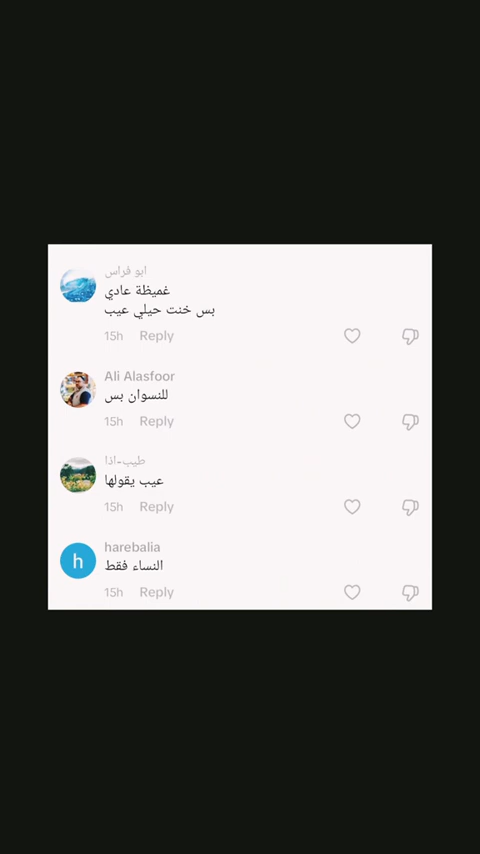 ابو فراس
غميظة عادي
بس خنت حيلي عيب
15h Reply
Ali Alasfoor
للنسوان بس
15h Reply
طيب-اذا
عيب يقولها
15h Reply
h
harebalia
النساء فقط
15h Reply